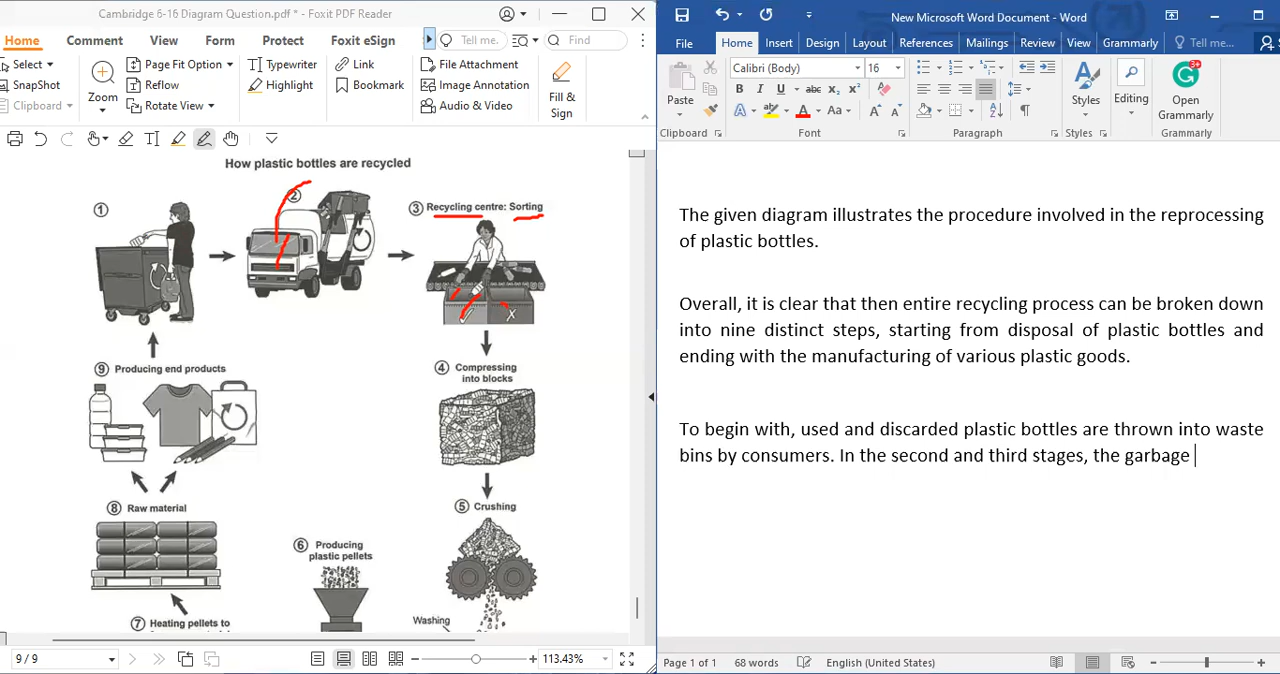 Cambridge 6-16 Diagram Question.pdf * - Foxit PDF Reader
Home Comment View Form Protect Foxit eSign Tell me.. Find
Select
SnapShot
Clipboard
Zoom
Page Fit Option
Reflow
Rotate View
Typewriter
Highlight
Link
Bookmark
File Attachment
Image Annotation
Audio & Video
Fill &
Sign
How plastic bottles are recycled
1
2
3 Recycling centre: Sorting
4 Compressing
into blocks
9 Producing end products
5 Crushing
8 Raw material
6 Producing
plastic pellets
Washing
7 Heating pellets to
9 / 9
113.43%
New Microsoft Word Document - Word
File Home Insert Design Layout References Mailings Review View Grammarly Tell me...
Paste
Clipboard
Calibri (Body) 16
B I U abc x₂ x²
A A Aa A A
Font
Paragraph
Styles
Styles
Editing
Open
Grammarly
Grammarly
The given diagram illustrates the procedure involved in the reprocessing
of plastic bottles.
Overall, it is clear that then entire recycling process can be broken down
into nine distinct steps, starting from disposal of plastic bottles and
ending with the manufacturing of various plastic goods.
To begin with, used and discarded plastic bottles are thrown into waste
bins by consumers. In the second and third stages, the garbage
Page 1 of 1 68 words English (United States)